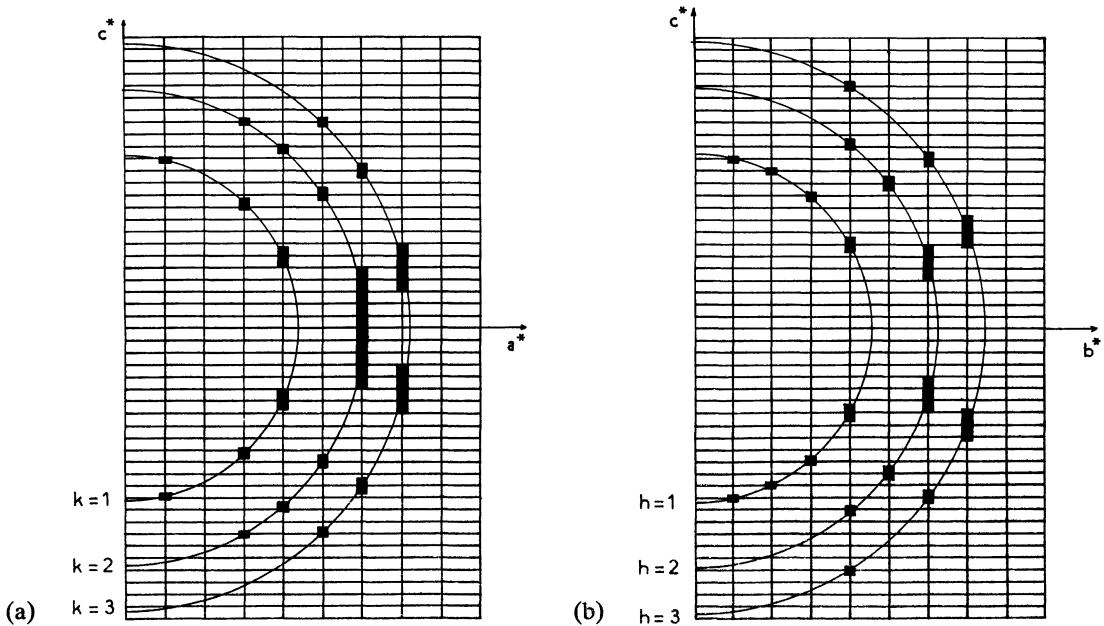 c*
a*
k = 1
k = 2
k = 3
(a)
c*
b*
h = 1
h = 2
h = 3
(b)